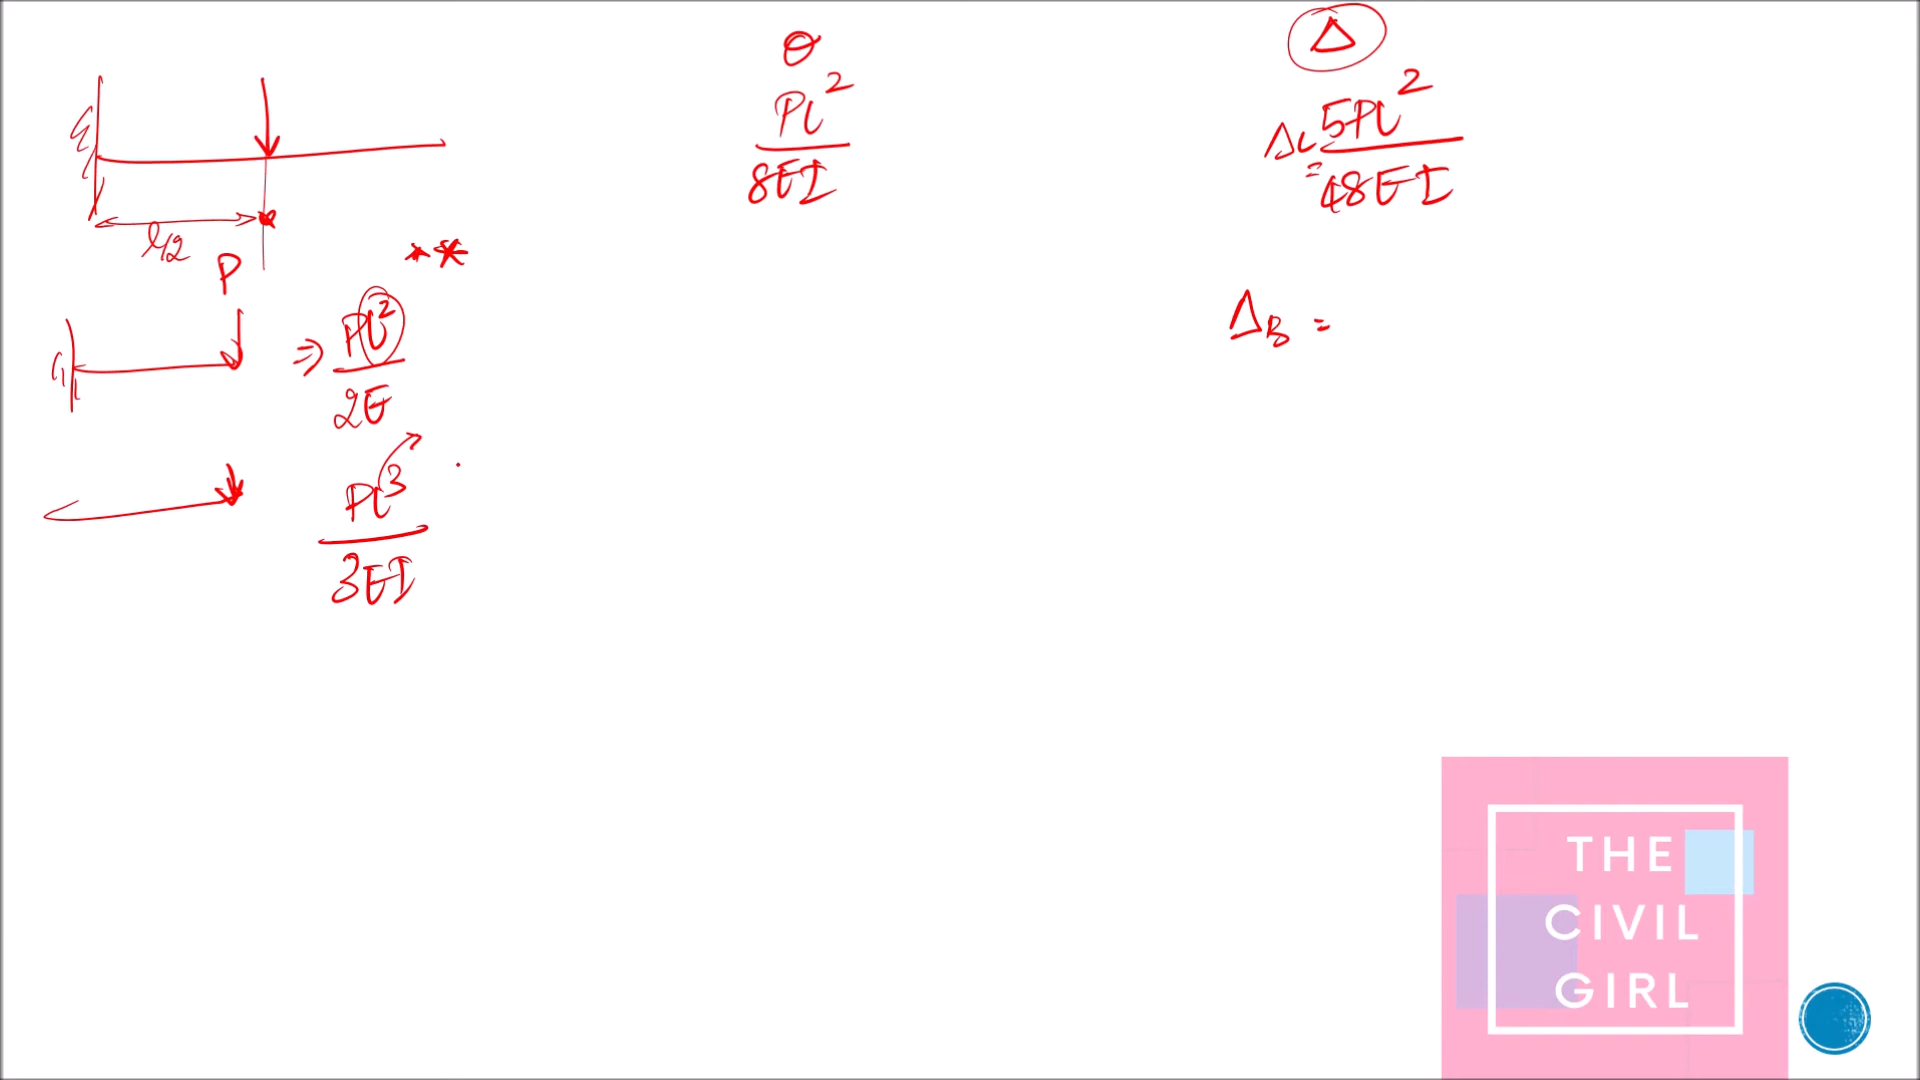 θ
Δ
Pl²
8EI
Δc = 5Pl²
48EI
l/2
**
P
⇒ Pl²
2E
ΔB =
Pl³
3EI
THE
CIVIL
GIRL